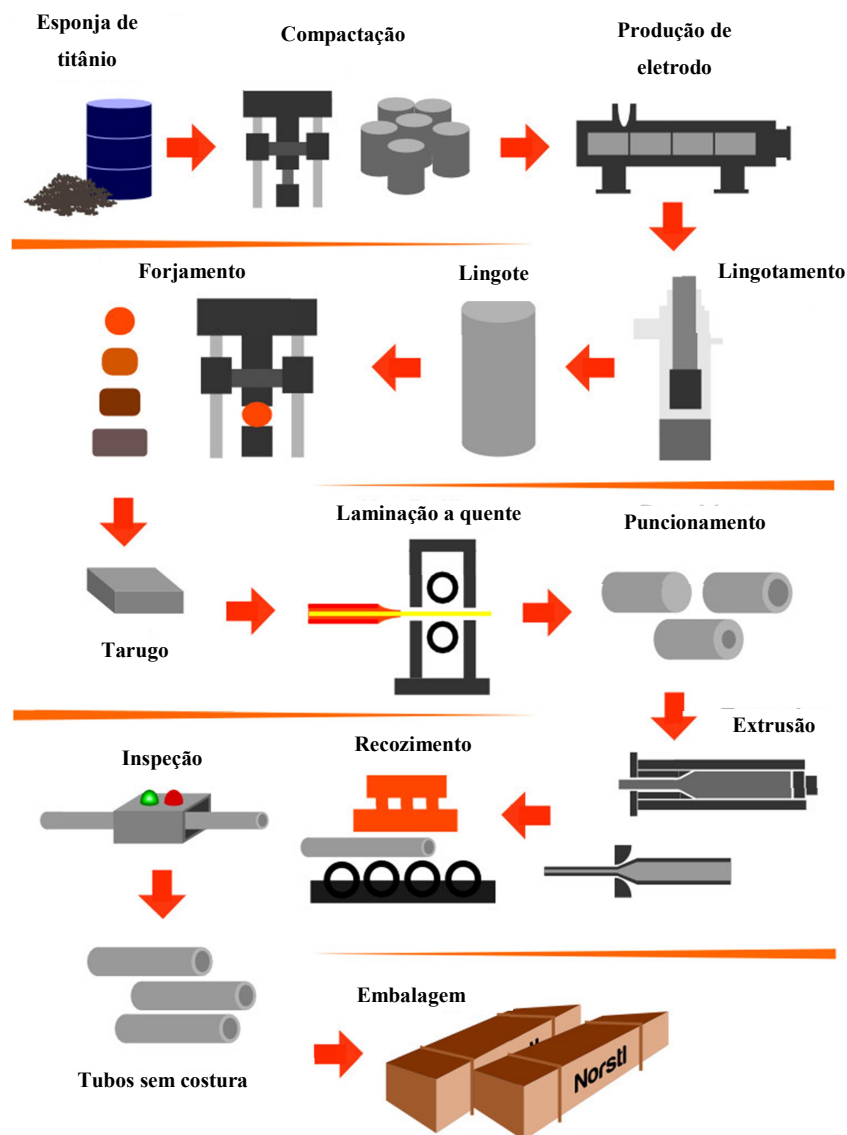 Esponja de
titânio
Compactação
Produção de
eletrodo
Forjamento
Lingote
Lingotamento
Laminação a quente
Puncionamento
Tarugo
Extrusão
Recozimento
Inspeção
Embalagem
Norstl
Tubos sem costura